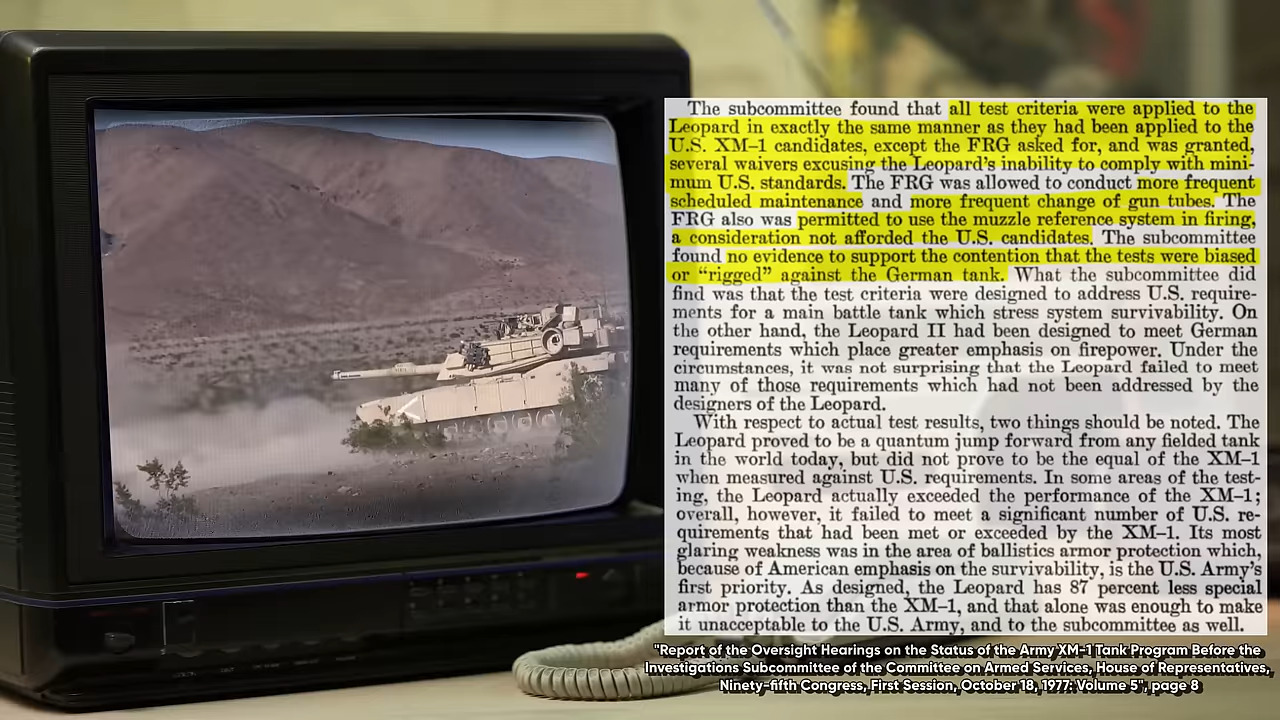 The subcommittee found that all test criteria were applied to the
Leopard in exactly the same manner as they had been applied to the
U.S. XM–1 candidates, except the FRG asked for, and was granted,
several waivers excusing the Leopard's inability to comply with mini-
mum U.S. standards. The FRG was allowed to conduct more frequent
scheduled maintenance and more frequent change of gun tubes. The
FRG also was permitted to use the muzzle reference system in firing,
a consideration not afforded the U.S. candidates. The subcommittee
found no evidence to support the contention that the tests were biased
or “rigged” against the German tank. What the subcommittee did
find was that the test criteria were designed to address U.S. require-
ments for a main battle tank which stress system survivability. On
the other hand, the Leopard II had been designed to meet German
requirements which place greater emphasis on firepower. Under the
circumstances, it was not surprising that the Leopard failed to meet
many of those requirements which had not been addressed by the
designers of the Leopard.
With respect to actual test results, two things should be noted. The
Leopard proved to be a quantum jump forward from any fielded tank
in the world today, but did not prove to be the equal of the XM–1
when measured against U.S. requirements. In some areas of the test-
ing, the Leopard actually exceeded the performance of the XM–1;
overall, however, it failed to meet a significant number of U.S. re-
quirements that had been met or exceeded by the XM–1. Its most
glaring weakness was in the area of ballistics armor protection which,
because of American emphasis on the survivability, is the U.S. Army's
first priority. As designed, the Leopard has 87 percent less special
armor protection than the XM–1, and that alone was enough to make
it unacceptable to the U.S. Army, and to the subcommittee as well.
"Report of the Oversight Hearings on the Status of the Army XM-1 Tank Program Before the
Investigations Subcommittee of the Committee on Armed Services, House of Representatives,
Ninety-fifth Congress, First Session, October 18, 1977: Volume 5", page 8